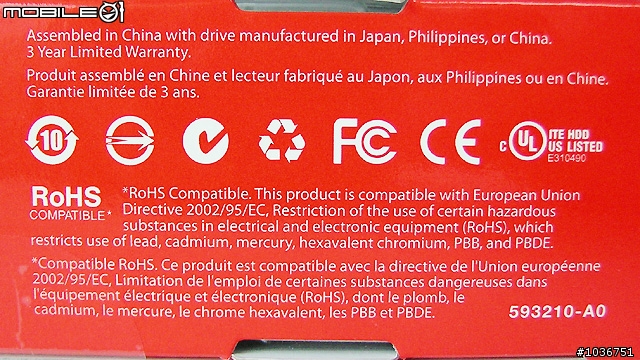 MOBILE01
Assembled in China with drive manufactured in Japan, Philippines, or China.
3 Year Limited Warranty.
Produit assemblé en Chine et lecteur fabriqué au Japon, aux Philippines ou en Chine.
Garantie limitée de 3 ans.
10 FC CE c UL ITE HDD
US LISTED
E310490
RoHS
COMPATIBLE*
*RoHS Compatible. This product is compatible with European Union
Directive 2002/95/EC, Restriction of the use of certain hazardous
substances in electrical and electronic equipment (RoHS), which
restricts use of lead, cadmium, mercury, hexavalent chromium, PBB, and PBDE.
*Compatible RoHS. Ce produit est compatible avec la directive de l'Union européenne
2002/95/EC, Limitation de l'emploi de certaines substances dangereuses dans
l'équipement électrique et électronique (RoHS), dont le plomb, le
cadmium, le mercure, le chrome hexavalent, les PBB et PBDE.
593210-A0
#1036751